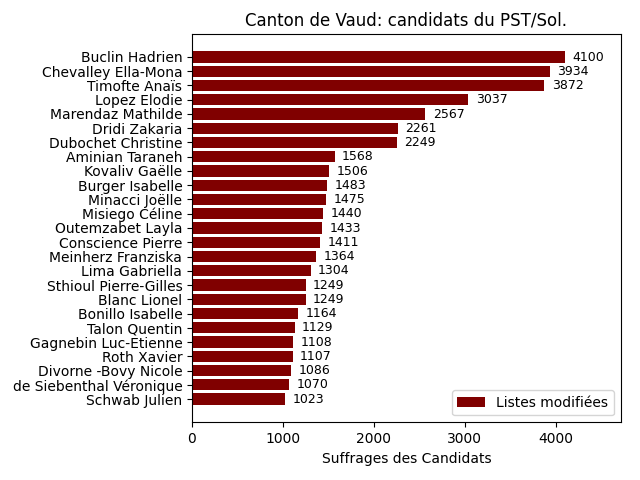 Canton de Vaud: candidats du PST/Sol.
Buclin Hadrien 4100
Chevalley Ella-Mona 3934
Timofte Anaïs 3872
Lopez Elodie 3037
Marendaz Mathilde 2567
Dridi Zakaria 2261
Dubochet Christine 2249
Aminian Taraneh 1568
Kovaliv Gaëlle 1506
Burger Isabelle 1483
Minacci Joëlle 1475
Misiego Céline 1440
Outemzabet Layla 1433
Conscience Pierre 1411
Meinherz Franziska 1364
Lima Gabriella 1304
Sthioul Pierre-Gilles 1249
Blanc Lionel 1249
Bonillo Isabelle 1164
Talon Quentin 1129
Gagnebin Luc-Etienne 1108
Roth Xavier 1107
Divorne -Bovy Nicole 1086
de Siebenthal Véronique 1070
Schwab Julien 1023
Listes modifiées
0 1000 2000 3000 4000
Suffrages des Candidats